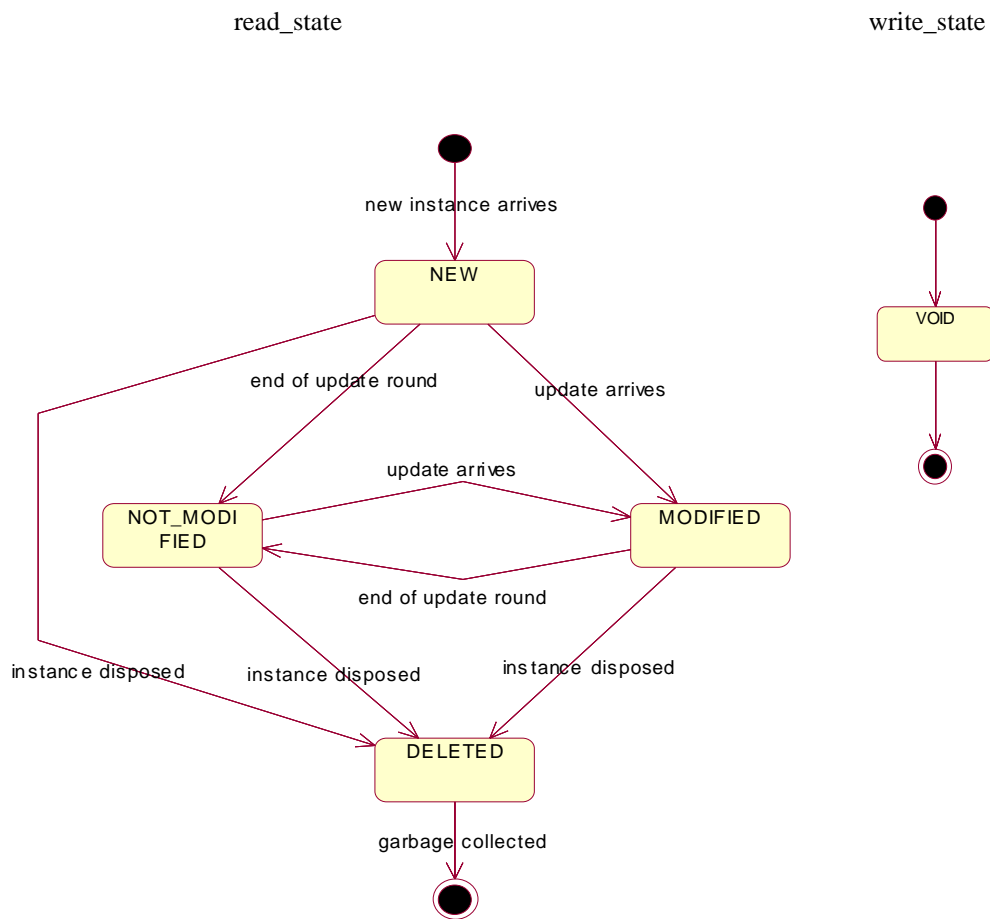 read_state
write_state
new instance arrives
NEW
VOID
end of update round
update arrives
update arrives
NOT_MODI
FIED
MODIFIED
end of update round
instance disposed
instance disposed
instance disposed
DELETED
garbage collected